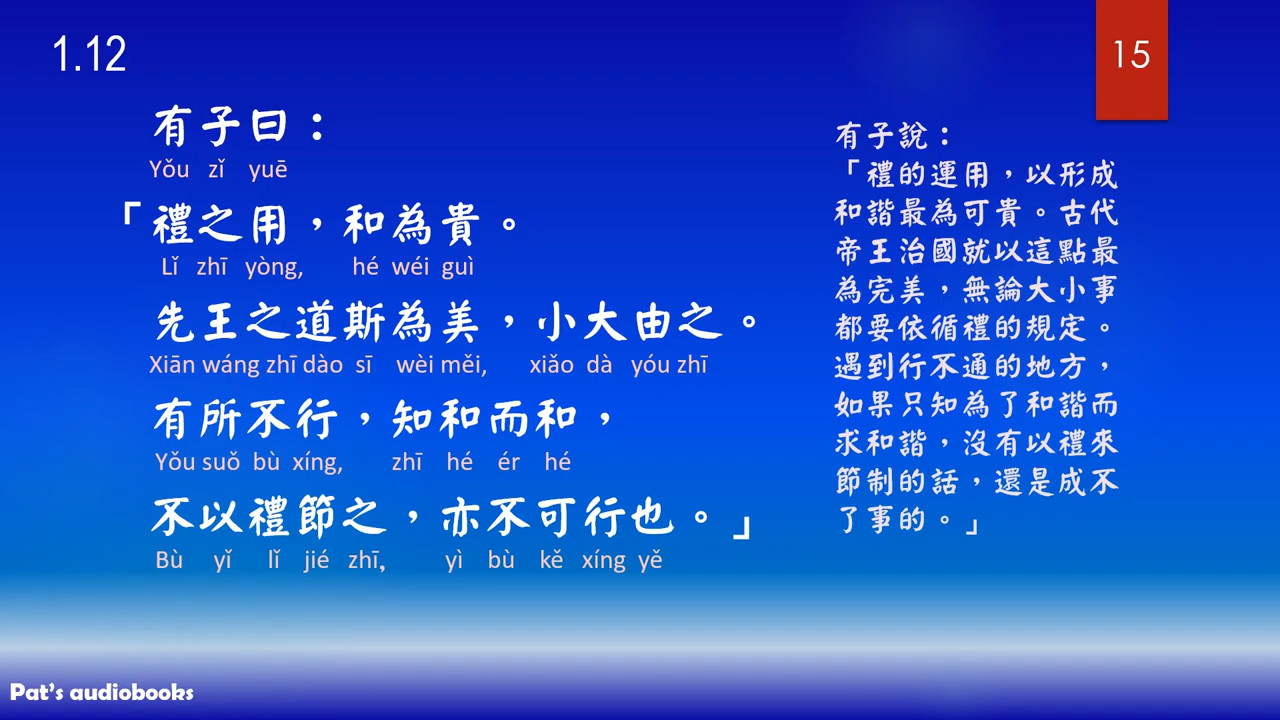 1.12
15
有子曰：
Yǒu zǐ yuē
「禮之用，和為貴。
Lǐ zhī yòng, hé wéi guì
先王之道斯為美，小大由之。
Xiān wáng zhī dào sī wèi měi, xiǎo dà yóu zhī
有所不行，知和而和，
Yǒu suǒ bù xíng, zhī hé ér hé
不以禮節之，亦不可行也。」
Bù yǐ lǐ jié zhī, yì bù kě xíng yě
有子說：
「禮的運用，以形成
和諧最為可貴。古代
帝王治國就以這點最
為完美，無論大小事
都要依循禮的規定。
遇到行不通的地方，
如果只知為了和諧而
求和諧，沒有以禮來
節制的話，還是成不
了事的。」
Pat's audiobooks